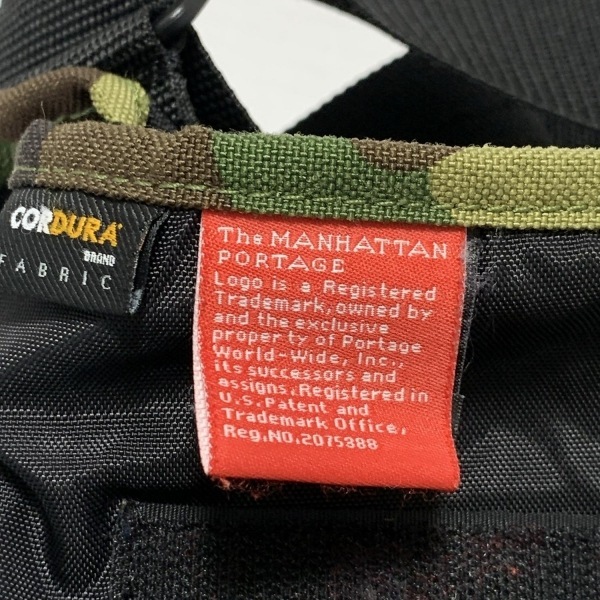 CORDURA
BRAND
FABRIC
The MANHATTAN
PORTAGE
Logo is a Registered
Trademark, owned by
and the exclusive
property of Portage
World-Wide, Inc.,
its successors and
assigns, Registered in
U.S. Patent and
Trademark Office,
Reg.NO.2075388